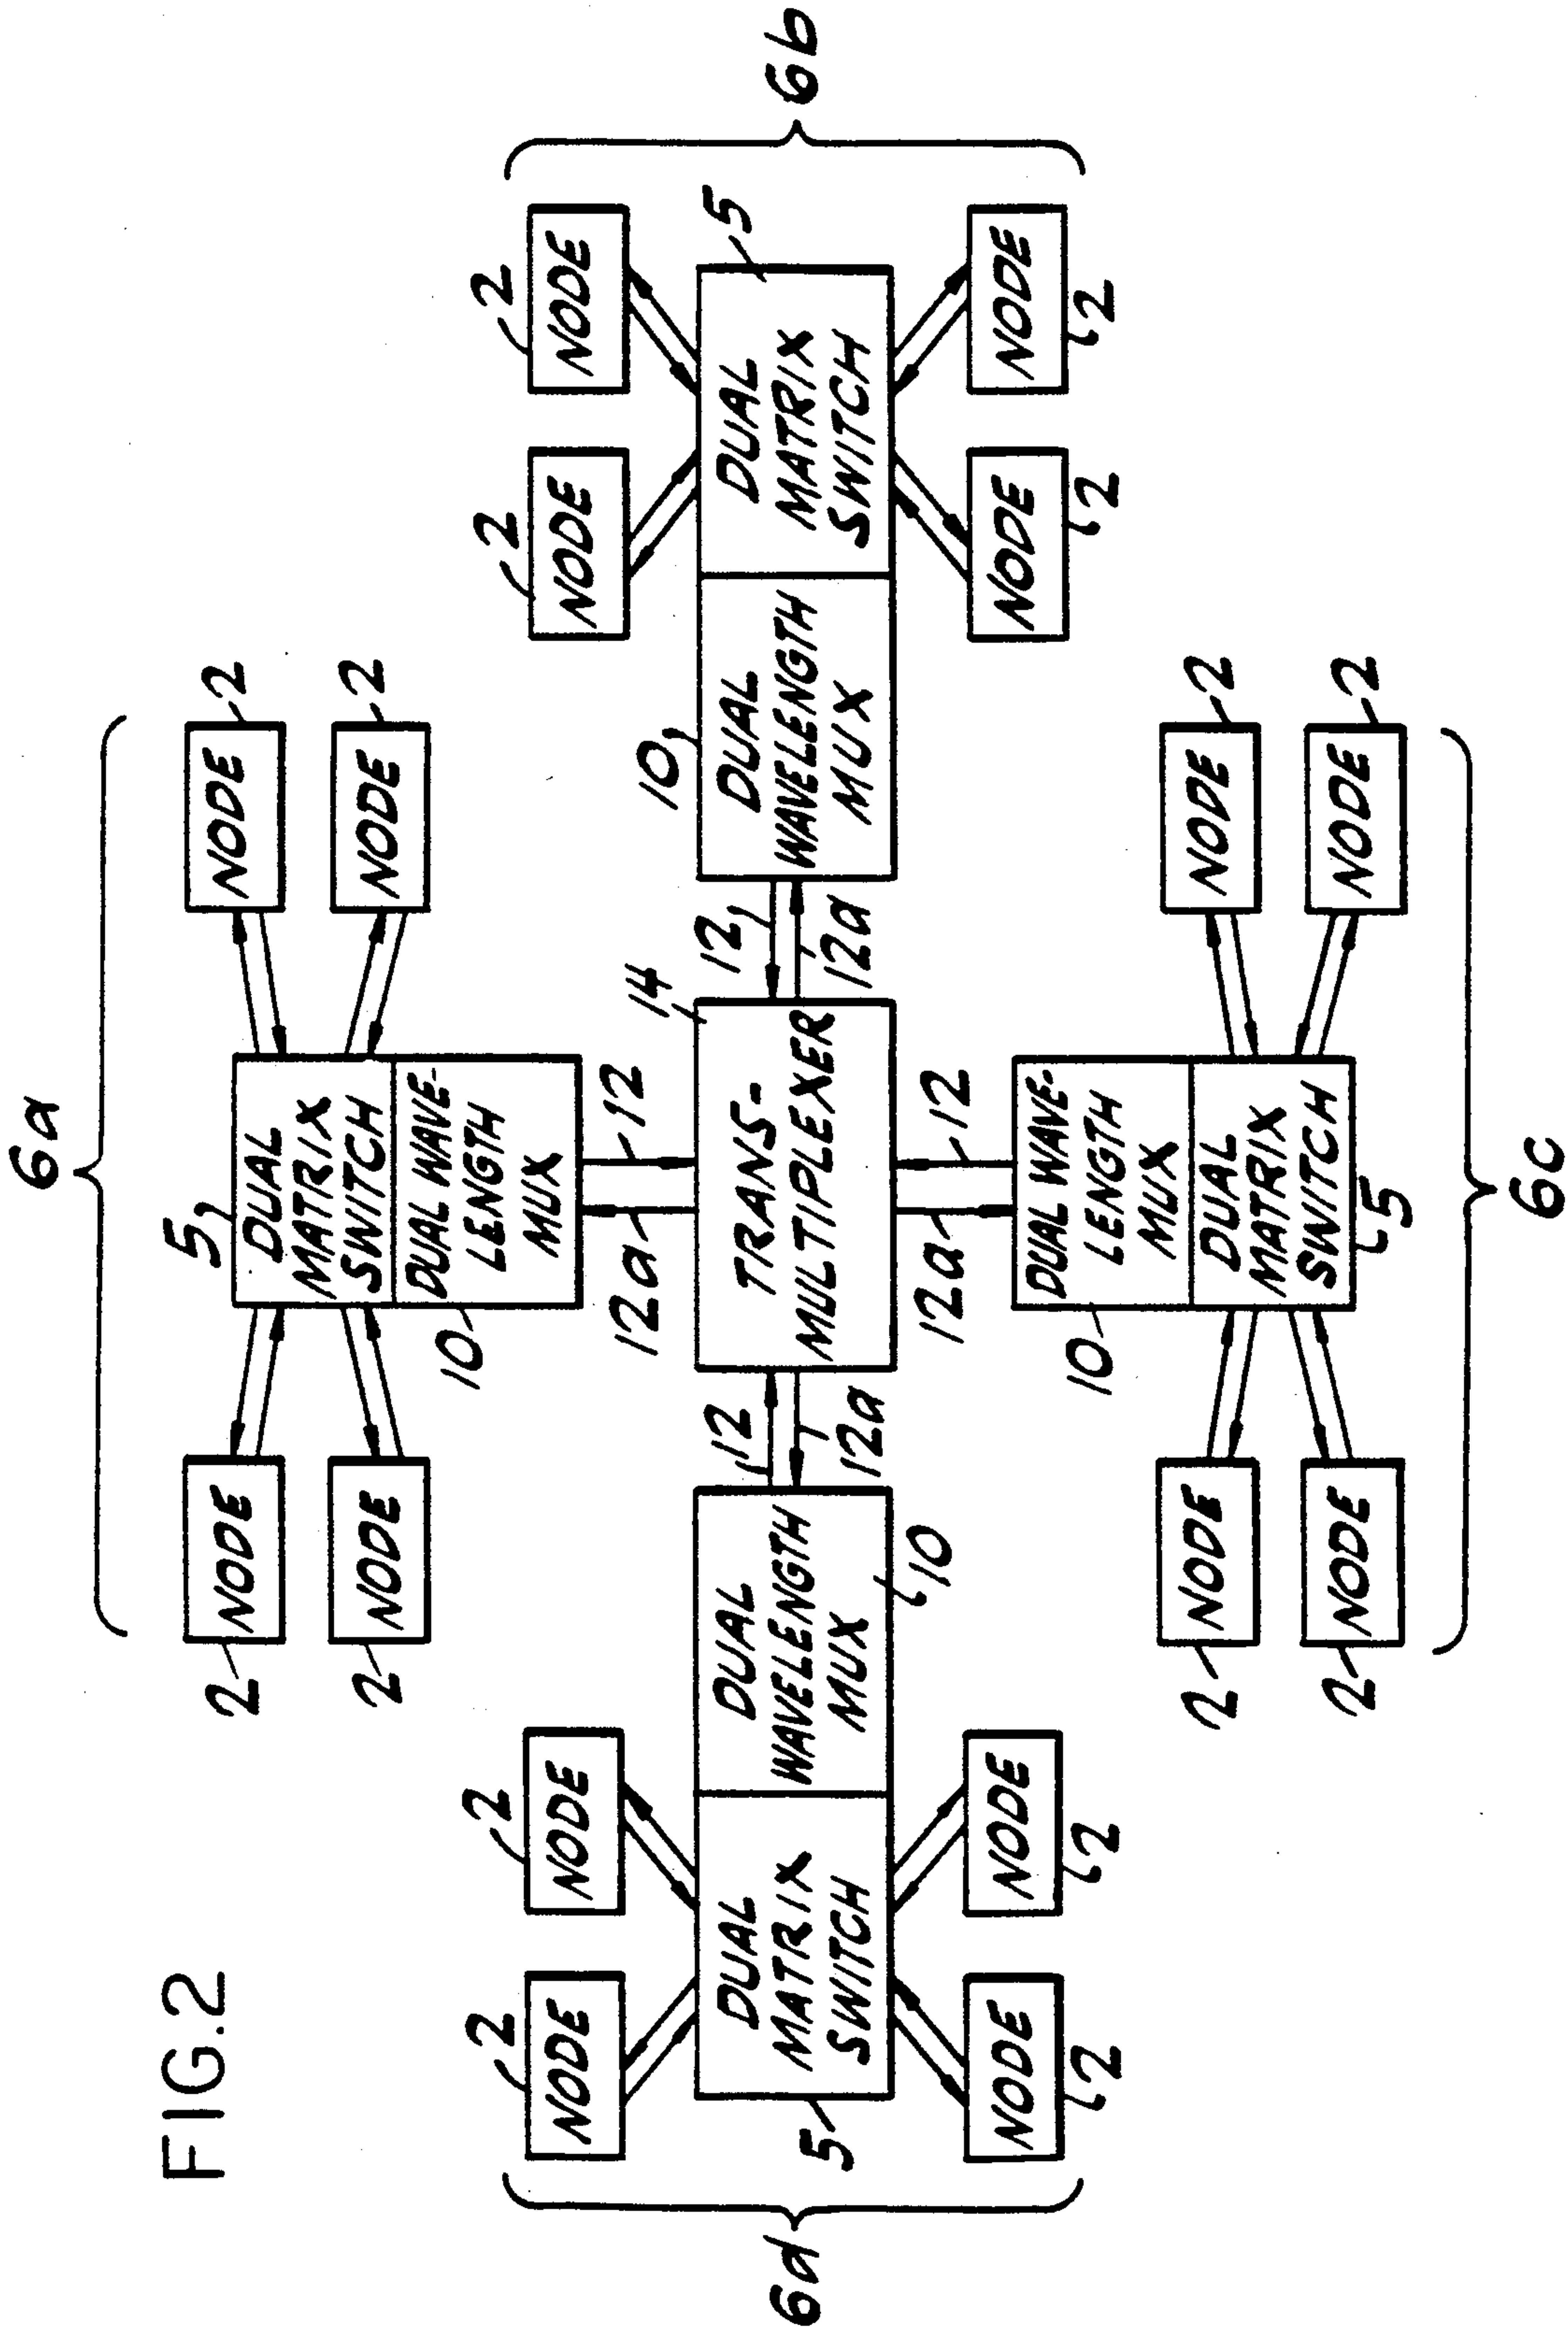 FIG.2
6a
2
NODE
NODE
2
2
NODE
NODE
2
5
DUAL
MATRIX
SWITCH
DUAL WAVE-
LENGTH
MUX
10
12a
12
6d
2
NODE
2
NODE
5
DUAL
MATRIX
SWITCH
DUAL
WAVELENGTH
MUX
10
NODE
2
NODE
2
12
12a
14
TRANS-
MULTIPLEXER
12
12a
10
DUAL
WAVELENGTH
MUX
DUAL
MATRIX
SWITCH
5
2
NODE
2
NODE
NODE
2
NODE
2
6b
12a
12
10
DUAL WAVE-
LENGTH
MUX
DUAL
MATRIX
SWITCH
5
2
NODE
NODE
2
2
NODE
NODE
2
6c